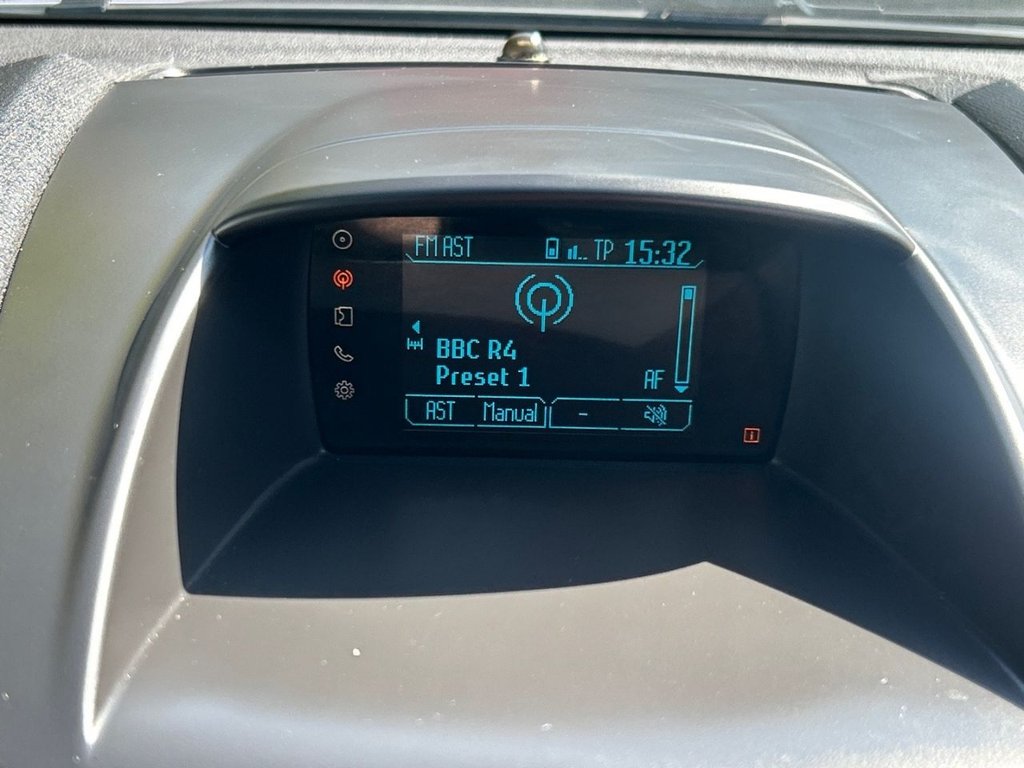 FM AST TP 15:32
BBC R4
Preset 1
AF
AST Manual -
i